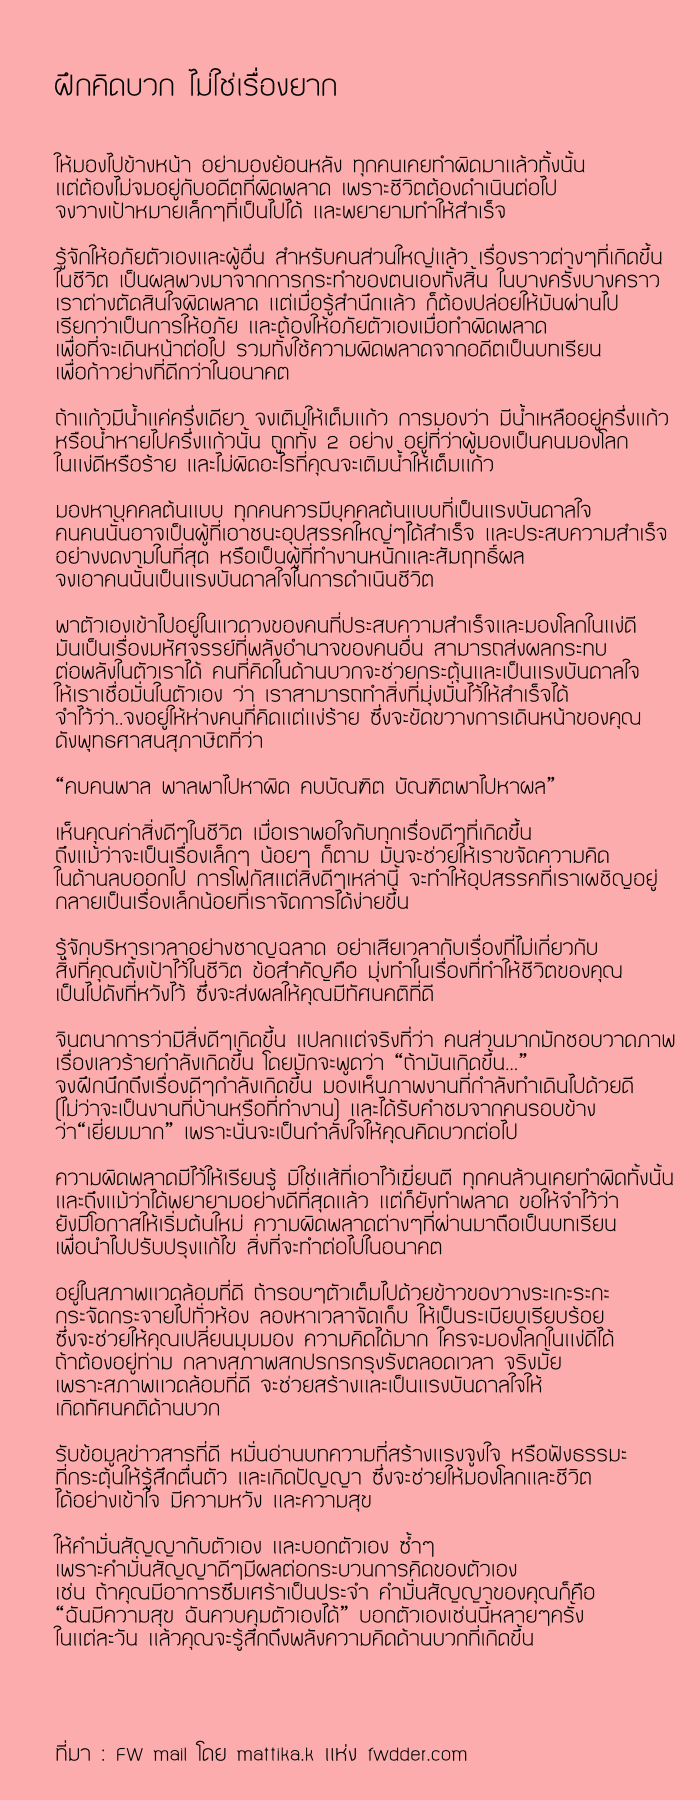 ฝึกคิดบวก ไม่ใช่เรื่องยาก
ให้มองไปข้างหน้า อย่ามองย้อนหลัง ทุกคนเคยทำผิดมาแล้วทั้งนั้น
แต่ต้องไม่จมอยู่กับอดีตที่ผิดพลาด เพราะชีวิตต้องดำเนินต่อไป
จงวางเป้าหมายเล็กๆที่เป็นไปได้ และพยายามทำให้สำเร็จ
รู้จักให้อภัยตัวเองและผู้อื่น สำหรับคนส่วนใหญ่แล้ว เรื่องราวต่างๆที่เกิดขึ้น
ในชีวิต เป็นผลพวงมาจากการกระทำของตนเองทั้งสิ้น ในบางครั้งบางคราว
เราต่างตัดสินใจผิดพลาด แต่เมื่อรู้สำนึกแล้ว ก็ต้องปล่อยให้มันผ่านไป
เรียกว่าเป็นการให้อภัย และต้องให้อภัยตัวเองเมื่อทำผิดพลาด
เพื่อที่จะเดินหน้าต่อไป รวมทั้งใช้ความผิดพลาดจากอดีตเป็นบทเรียน
เพื่อก้าวย่างที่ดีกว่าในอนาคต
ถ้าแก้วมีน้ำแค่ครึ่งเดียว จงเติมให้เต็มแก้ว การมองว่า มีน้ำเหลืออยู่ครึ่งแก้ว
หรือน้ำหายไปครึ่งแก้วนั้น ถูกทั้ง 2 อย่าง อยู่ที่ว่าผู้มองเป็นคนมองโลก
ในแง่ดีหรือร้าย และไม่ผิดอะไรที่คุณจะเติมน้ำให้เต็มแก้ว
มองหาบุคคลต้นแบบ ทุกคนควรมีบุคคลต้นแบบที่เป็นแรงบันดาลใจ
คนคนนั้นอาจเป็นผู้ที่เอาชนะอุปสรรคใหญ่ๆได้สำเร็จ และประสบความสำเร็จ
อย่างงดงามในที่สุด หรือเป็นผู้ที่ทำงานหนักและสัมฤทธิ์ผล
จงเอาคนนั้นเป็นแรงบันดาลใจในการดำเนินชีวิต
พาตัวเองเข้าไปอยู่ในแวดวงของคนที่ประสบความสำเร็จและมองโลกในแง่ดี
มันเป็นเรื่องมหัศจรรย์ที่พลังอำนาจของคนอื่น สามารถส่งผลกระทบ
ต่อพลังในตัวเราได้ คนที่คิดในด้านบวกจะช่วยกระตุ้นและเป็นแรงบันดาลใจ
ให้เราเชื่อมั่นในตัวเอง ว่า เราสามารถทำสิ่งที่มุ่งมั่นไว้ให้สำเร็จได้
จำไว้ว่า..จงอยู่ให้ห่างคนที่คิดแต่แง่ร้าย ซึ่งจะขัดขวางการเดินหน้าของคุณ
ดังพุทธศาสนสุภาษิตที่ว่า
“คบคนพาล พาลพาไปหาผิด คบบัณฑิต บัณฑิตพาไปหาผล”
เห็นคุณค่าสิ่งดีๆในชีวิต เมื่อเราพอใจกับทุกเรื่องดีๆที่เกิดขึ้น
ถึงแม้ว่าจะเป็นเรื่องเล็กๆ น้อยๆ ก็ตาม มันจะช่วยให้เราขจัดความคิด
ในด้านลบออกไป การโฟกัสแต่สิ่งดีๆเหล่านี้ จะทำให้อุปสรรคที่เราเผชิญอยู่
กลายเป็นเรื่องเล็กน้อยที่เราจัดการได้ง่ายขึ้น
รู้จักบริหารเวลาอย่างชาญฉลาด อย่าเสียเวลากับเรื่องที่ไม่เกี่ยวกับ
สิ่งที่คุณตั้งเป้าไว้ในชีวิต ข้อสำคัญคือ มุ่งทำในเรื่องที่ทำให้ชีวิตของคุณ
เป็นไปดังที่หวังไว้ ซึ่งจะส่งผลให้คุณมีทัศนคติที่ดี
จินตนาการว่ามีสิ่งดีๆเกิดขึ้น แปลกแต่จริงที่ว่า คนส่วนมากมักชอบวาดภาพ
เรื่องเลวร้ายกำลังเกิดขึ้น โดยมักจะพูดว่า “ถ้ามันเกิดขึ้น...”
จงฝึกนึกถึงเรื่องดีๆกำลังเกิดขึ้น มองเห็นภาพงานที่กำลังทำเดินไปด้วยดี
(ไม่ว่าจะเป็นงานที่บ้านหรือที่ทำงาน) และได้รับคำชมจากคนรอบข้าง
ว่า“เยี่ยมมาก” เพราะนั่นจะเป็นกำลังใจให้คุณคิดบวกต่อไป
ความผิดพลาดมีไว้ให้เรียนรู้ มิใช่แส้ที่เอาไว้เฆี่ยนตี ทุกคนล้วนเคยทำผิดทั้งนั้น
และถึงแม้ว่าได้พยายามอย่างดีที่สุดแล้ว แต่ก็ยังทำพลาด ขอให้จำไว้ว่า
ยังมีโอกาสให้เริ่มต้นใหม่ ความผิดพลาดต่างๆที่ผ่านมาถือเป็นบทเรียน
เพื่อนำไปปรับปรุงแก้ไข สิ่งที่จะทำต่อไปในอนาคต
อยู่ในสภาพแวดล้อมที่ดี ถ้ารอบๆตัวเต็มไปด้วยข้าวของวางระเกะระกะ
กระจัดกระจายไปทั่วห้อง ลองหาเวลาจัดเก็บ ให้เป็นระเบียบเรียบร้อย
ซึ่งจะช่วยให้คุณเปลี่ยนมุมมอง ความคิดได้มาก ใครจะมองโลกในแง่ดีได้
ถ้าต้องอยู่ท่าม กลางสภาพสกปรกรกรุงรังตลอดเวลา จริงมั้ย
เพราะสภาพแวดล้อมที่ดี จะช่วยสร้างและเป็นแรงบันดาลใจให้
เกิดทัศนคติด้านบวก
รับข้อมูลข่าวสารที่ดี หมั่นอ่านบทความที่สร้างแรงจูงใจ หรือฟังธรรมะ
ที่กระตุ้นให้รู้สึกตื่นตัว และเกิดปัญญา ซึ่งจะช่วยให้มองโลกและชีวิต
ได้อย่างเข้าใจ มีความหวัง และความสุข
ให้คำมั่นสัญญากับตัวเอง และบอกตัวเอง ซ้ำๆ
เพราะคำมั่นสัญญาดีๆมีผลต่อกระบวนการคิดของตัวเอง
เช่น ถ้าคุณมีอาการซึมเศร้าเป็นประจำ คำมั่นสัญญาของคุณก็คือ
“ฉันมีความสุข ฉันควบคุมตัวเองได้” บอกตัวเองเช่นนี้หลายๆครั้ง
ในแต่ละวัน แล้วคุณจะรู้สึกถึงพลังความคิดด้านบวกที่เกิดขึ้น
ที่มา : FW mail โดย mattika.k แห่ง fwdder.com